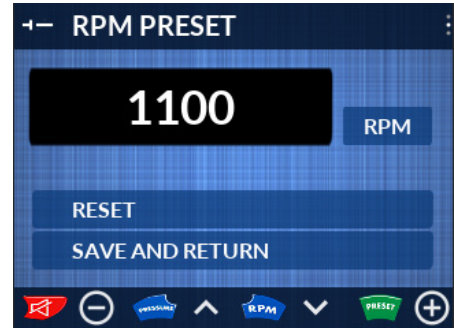 RPM PRESET
1100
RPM
RESET
SAVE AND RETURN
PRESSURE RPM PRESET